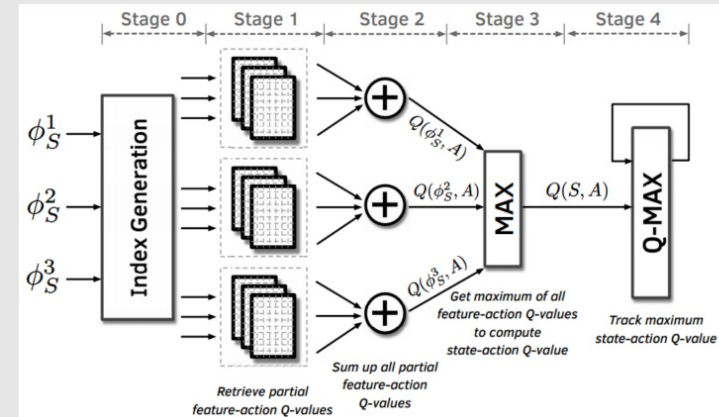 Stage 0 Stage 1 Stage 2 Stage 3 Stage 4
ϕ_S^1
ϕ_S^2
ϕ_S^3
Index Generation
Q(ϕ_S^1, A)
Q(ϕ_S^2, A)
Q(ϕ_S^3, A)
MAX
Q(S, A)
Q-MAX
Retrieve partial
feature-action Q-values
Sum up all partial
feature-action
Q-values
Get maximum of all
feature-action Q-values
to compute
state-action Q-value
Track maximum
state-action Q-value